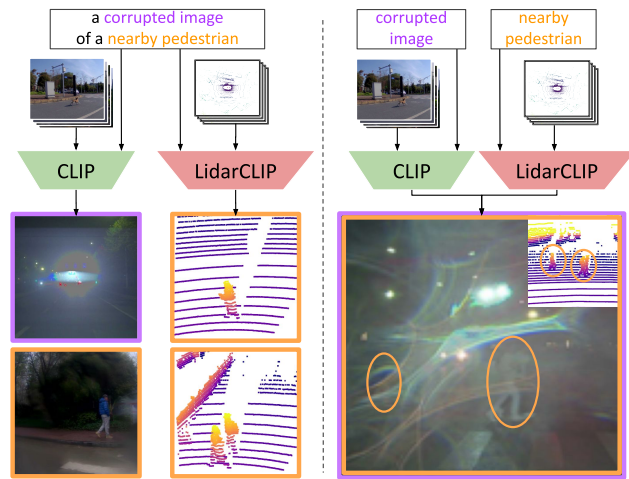 a corrupted image
of a nearby pedestrian
CLIP
LidarCLIP
corrupted
image
nearby
pedestrian
CLIP
LidarCLIP